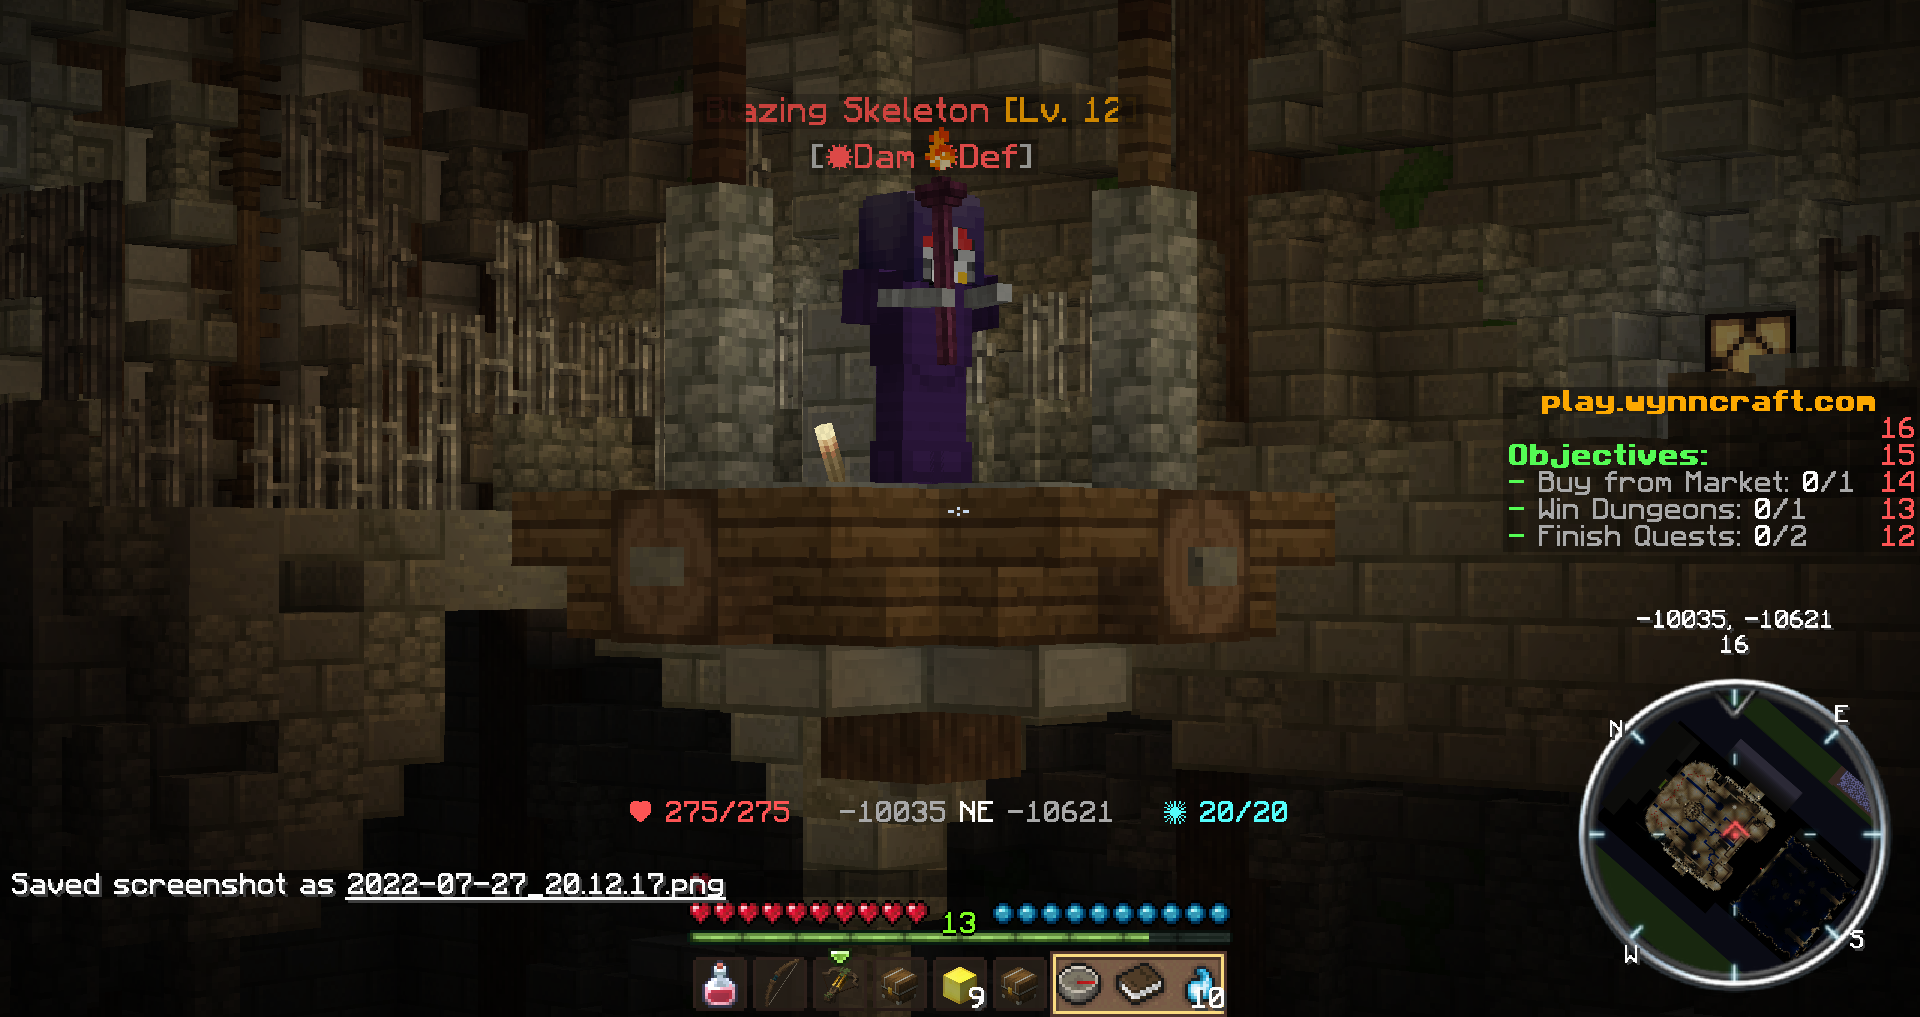 Blazing Skeleton [Lv. 12]
[Dam Def]
play.wynncraft.com
16
Objectives: 15
- Buy from Market: 0/1 14
- Win Dungeons: 0/1 13
- Finish Quests: 0/2 12
-10035, -10621
16
N
E
S
W
275/275 -10035 NE -10621 20/20
Saved screenshot as 2022-07-27_20.12.17.png
13
9
10